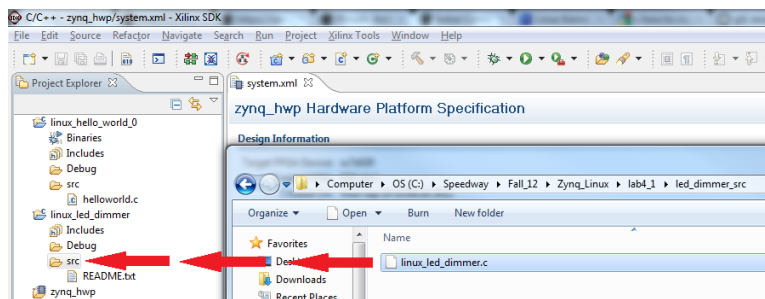 C/C++ - zynq_hwp/system.xml - Xilinx SDK
File Edit Source Refactor Navigate Search Run Project Xilinx Tools Window Help
Project Explorer
system.xml
zynq_hwp Hardware Platform Specification
Design Information
linux_hello_world_0
Binaries
Includes
Debug
src
helloworld.c
linux_led_dimmer
Includes
Debug
src
README.txt
zynq_hwp
Computer OS (C:) Speedway Fall_12 Zynq_Linux lab4_1 led_dimmer_src
Organize Open Burn New folder
Favorites
Downloads
Recent Places
Name
linux_led_dimmer.c